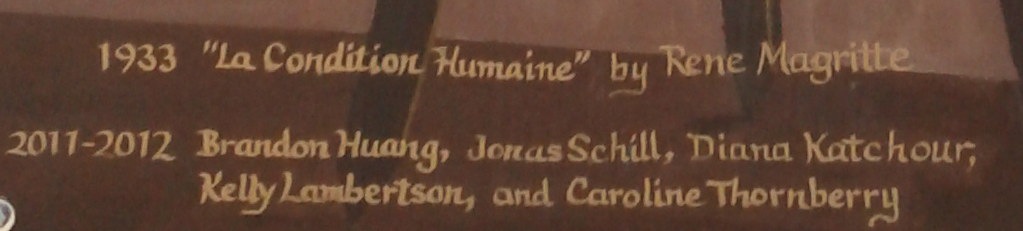 1933 "La Condition Humaine" by Rene Magritte
2011-2012 Brandon Huang, Jonas Schill, Diana Katchour,
Kelly Lambertson, and Caroline Thornberry